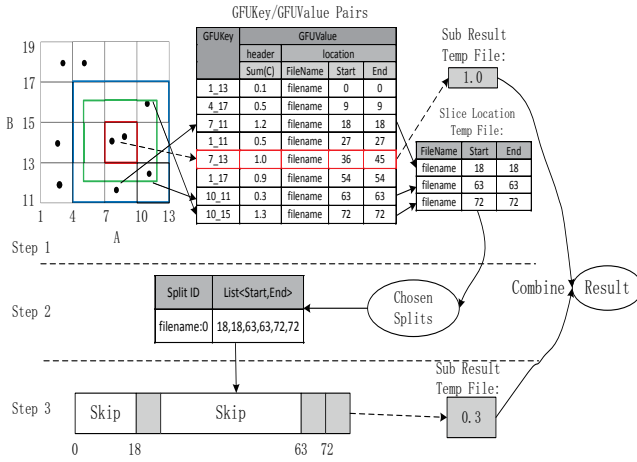 GFUKey/GFUValue Pairs
GFUKey GFUValue
header location
Sum(C) FileName Start End
1_13 0.1 filename 0 0
4_17 0.5 filename 9 9
7_11 1.2 filename 18 18
1_11 0.5 filename 27 27
7_13 1.0 filename 36 45
1_17 0.9 filename 54 54
10_11 0.3 filename 63 63
10_15 1.3 filename 72 72
19
17
B 15
13
11
1 4 7 10 13
A
Sub Result
Temp File:
1.0
Slice Location
Temp File:
FileName Start End
filename 18 18
filename 63 63
filename 72 72
Step 1
Split ID List<Start,End>
filename:0 18,18,63,63,72,72
Chosen
Splits
Combine Result
Step 2
Sub Result
Temp File:
0.3
Step 3
Skip Skip
0 18 63 72